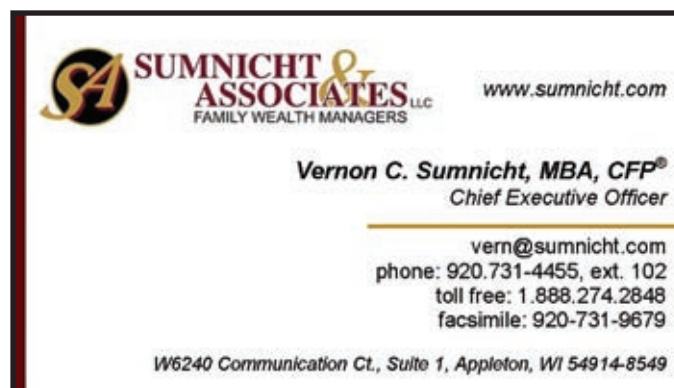 SA SUMNICHT &
ASSOCIATES LLC
FAMILY WEALTH MANAGERS
www.sumnicht.com
Vernon C. Sumnicht, MBA, CFP®
Chief Executive Officer
vern@sumnicht.com
phone: 920.731-4455, ext. 102
toll free: 1.888.274.2848
facsimile: 920-731-9679
W6240 Communication Ct., Suite 1, Appleton, WI 54914-8549